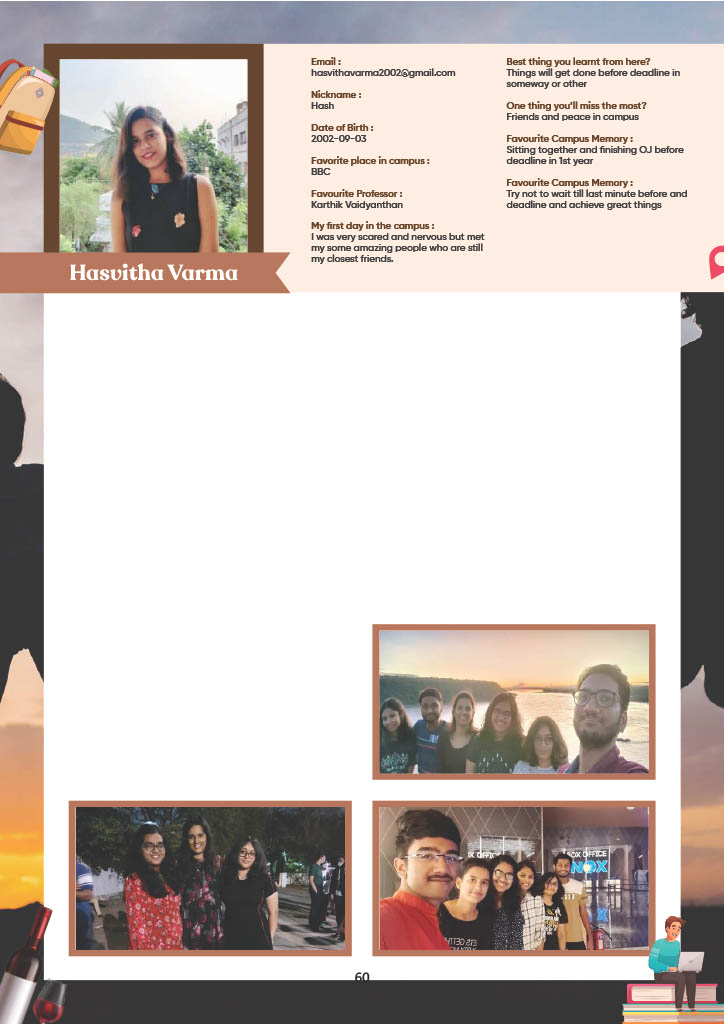 Email :
hasvithavarma2002@gmail.com
Nickname :
Hash
Date of Birth :
2002-09-03
Favorite place in campus :
BBC
Favourite Professor :
Karthik Vaidyanthan
My first day in the campus :
I was very scared and nervous but met
my some amazing people who are still
my closest friends.
Best thing you learnt from here?
Things will get done before deadline in
someway or other
One thing you'll miss the most?
Friends and peace in campus
Favourite Campus Memory :
Sitting together and finishing OJ before
deadline in 1st year
Favourite Campus Memory :
Try not to wait till last minute before and
deadline and achieve great things
Hasvitha Varma
BOX OFFICE
60